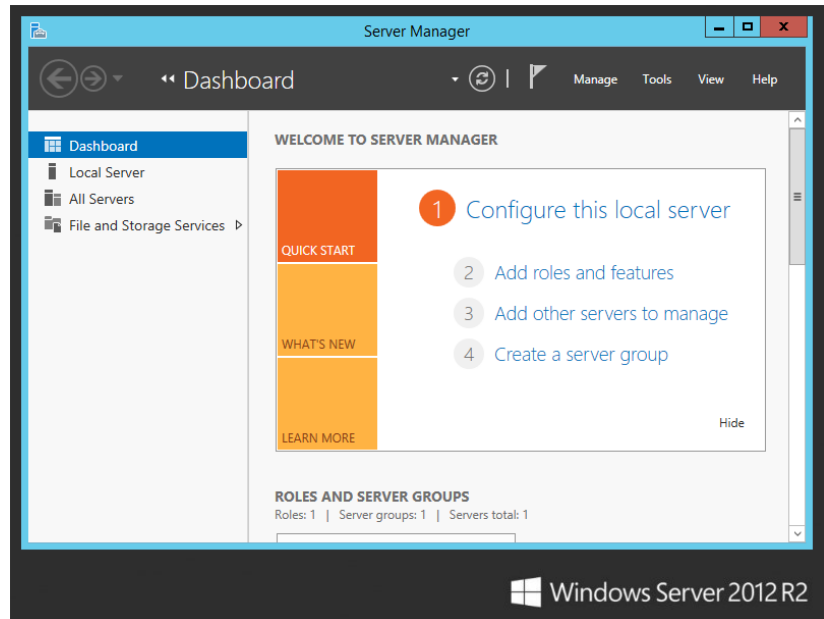 Server Manager
Dashboard
Manage Tools View Help
Dashboard
Local Server
All Servers
File and Storage Services
WELCOME TO SERVER MANAGER
QUICK START
WHAT'S NEW
LEARN MORE
1 Configure this local server
2 Add roles and features
3 Add other servers to manage
4 Create a server group
Hide
ROLES AND SERVER GROUPS
Roles: 1 | Server groups: 1 | Servers total: 1
Windows Server 2012 R2